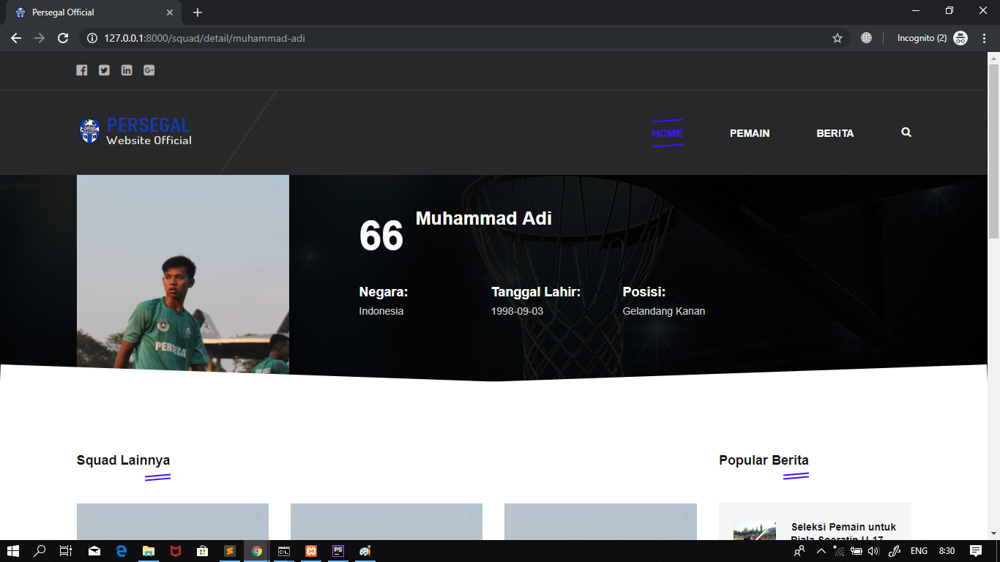 Persegal Official
127.0.0.1:8000/squad/detail/muhammad-adi
Incognito (2)
PERSEGAL
Website Official
HOME
PEMAIN
BERITA
66
Muhammad Adi
Negara:
Tanggal Lahir:
Posisi:
Indonesia
1998-09-03
Gelandang Kanan
PERSEGA
Squad Lainnya
Popular Berita
Seleksi Pemain untuk
Piala Soeratin U-17
ENG
8:30